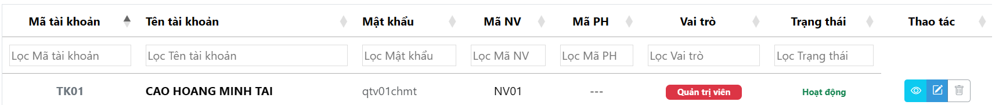 Mã tài khoản Tên tài khoản Mật khẩu Mã NV Mã PH Vai trò Trạng thái Thao tác
Lọc Mã tài khoản Lọc Tên tài khoản Lọc Mật khẩu Lọc Mã NV Lọc Mã PH Lọc Vai trò Lọc Trạng thái
TK01 CAO HOANG MINH TAI qtv01chmt NV01 --- Quản trị viên Hoạt động